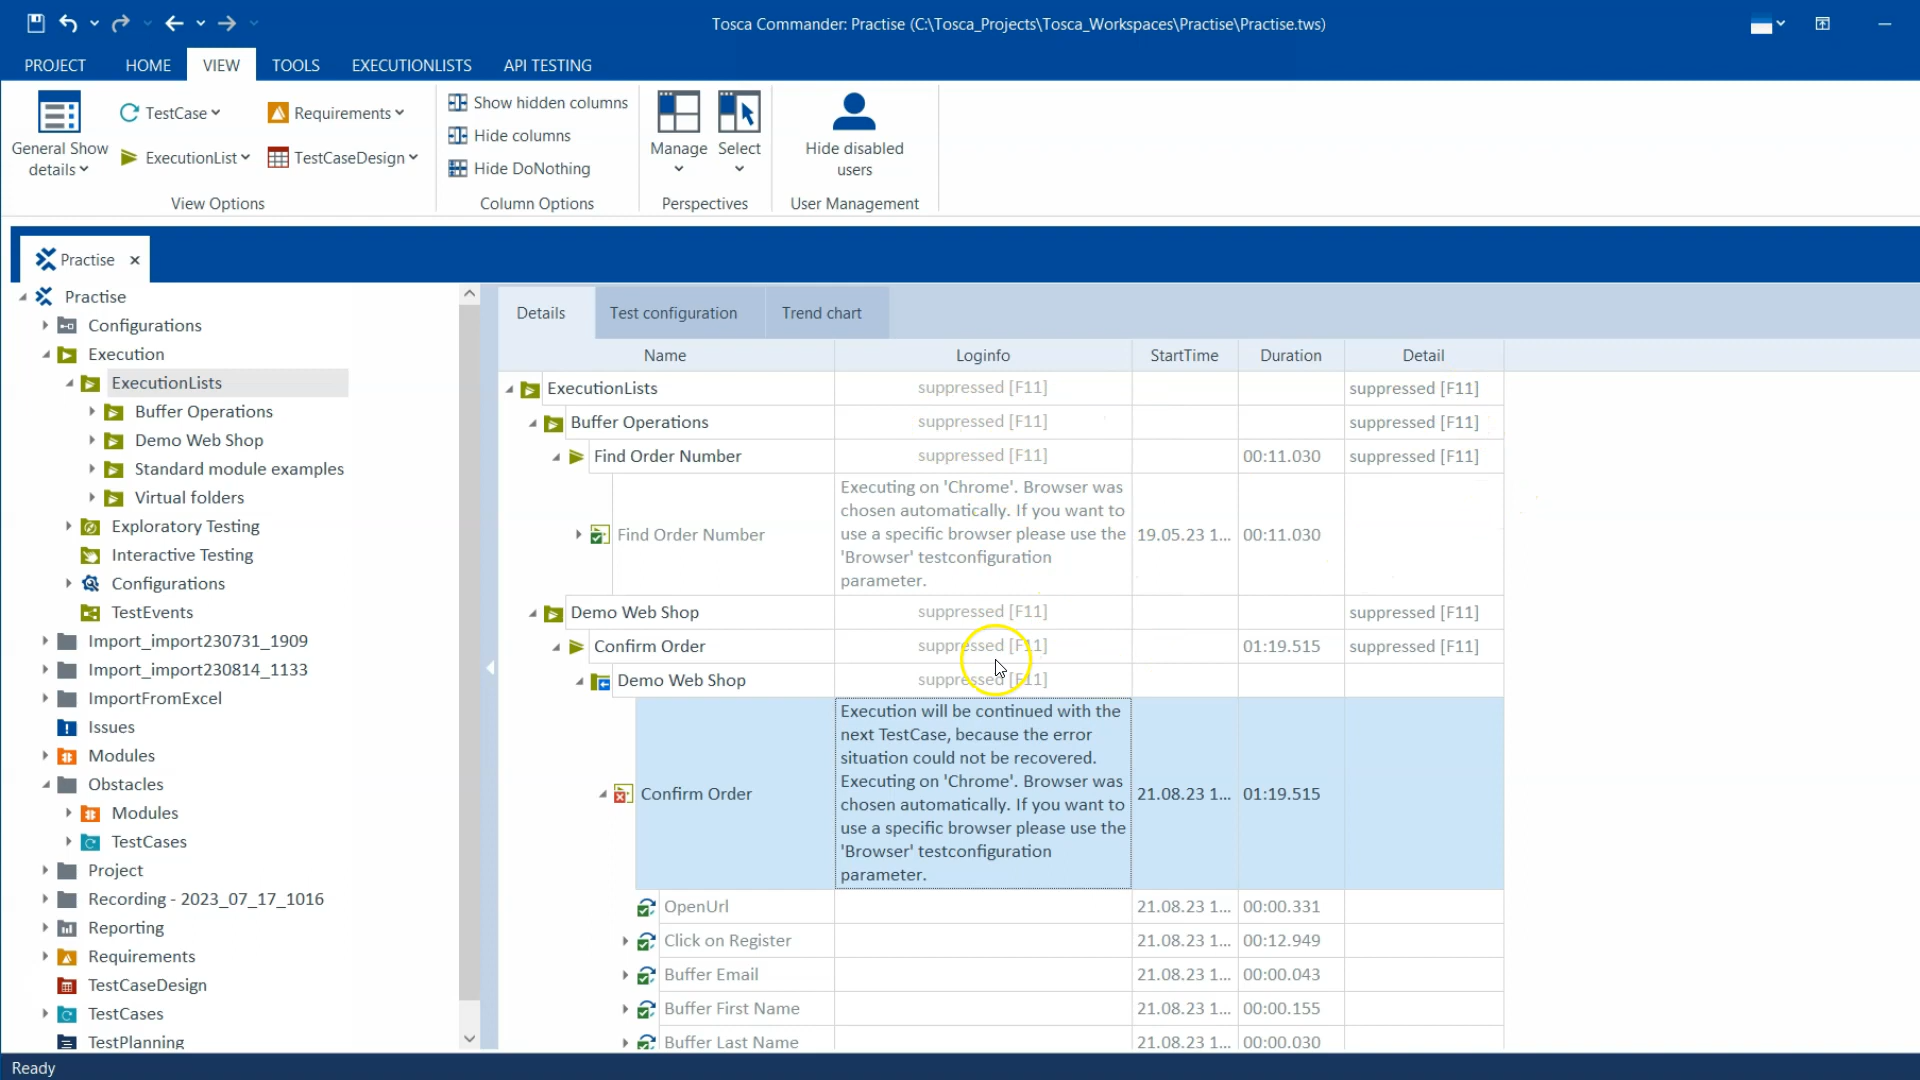 Tosca Commander: Practise (C:\Tosca_Projects\Tosca_Workspaces\Practise\Practise.tws)
PROJECT HOME VIEW TOOLS EXECUTIONLISTS API TESTING
General Show details
TestCase
ExecutionList
Requirements
TestCaseDesign
View Options
Show hidden columns
Hide columns
Hide DoNothing
Column Options
Manage
Select
Perspectives
Hide disabled
users
User Management
Practise
Practise
Configurations
Execution
ExecutionLists
Buffer Operations
Demo Web Shop
Standard module examples
Virtual folders
Exploratory Testing
Interactive Testing
Configurations
TestEvents
Import_import230731_1909
Import_import230814_1133
ImportFromExcel
Issues
Modules
Obstacles
Modules
TestCases
Project
Recording - 2023_07_17_1016
Reporting
Requirements
TestCaseDesign
TestCases
TestPlanning
Details Test configuration Trend chart
Name Loginfo StartTime Duration Detail
ExecutionLists suppressed [F11] suppressed [F11]
Buffer Operations suppressed [F11] suppressed [F11]
Find Order Number suppressed [F11] 00:11.030 suppressed [F11]
Find Order Number
Executing on 'Chrome'. Browser was
chosen automatically. If you want to
use a specific browser please use the
'Browser' testconfiguration
parameter.
19.05.23 1... 00:11.030
Demo Web Shop suppressed [F11] suppressed [F11]
Confirm Order suppressed [F11] 01:19.515 suppressed [F11]
Demo Web Shop suppressed [F11]
Confirm Order
Execution will be continued with the
next TestCase, because the error
situation could not be recovered.
Executing on 'Chrome'. Browser was
chosen automatically. If you want to
use a specific browser please use the
'Browser' testconfiguration
parameter.
21.08.23 1... 01:19.515
OpenUrl 21.08.23 1... 00:00.331
Click on Register 21.08.23 1... 00:12.949
Buffer Email 21.08.23 1... 00:00.043
Buffer First Name 21.08.23 1... 00:00.155
Buffer Last Name 21.08.23 1... 00:00.030
Ready